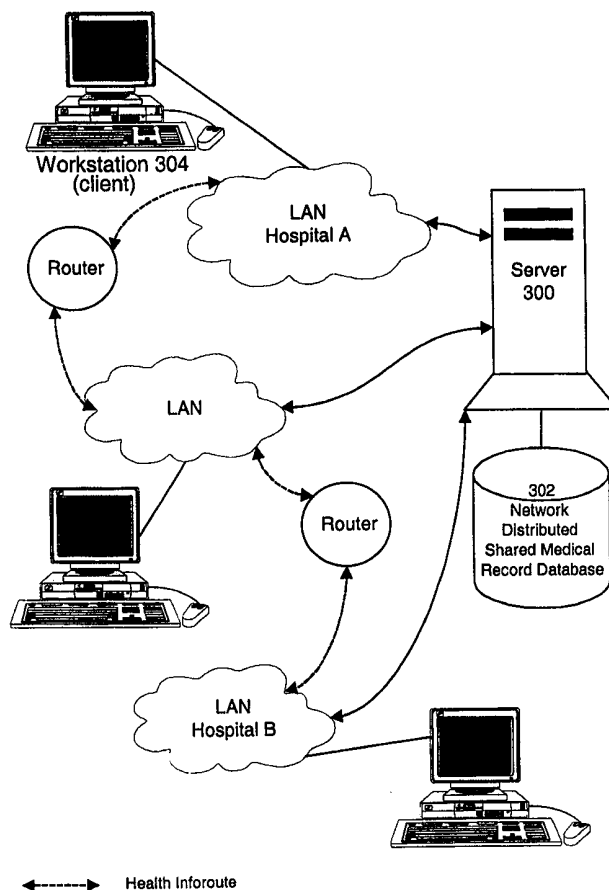 Workstation 304
(client)
LAN
Hospital A
Router
Server
300
LAN
302
Network
Distributed
Shared Medical
Record Database
Router
LAN
Hospital B
Health Inforoute